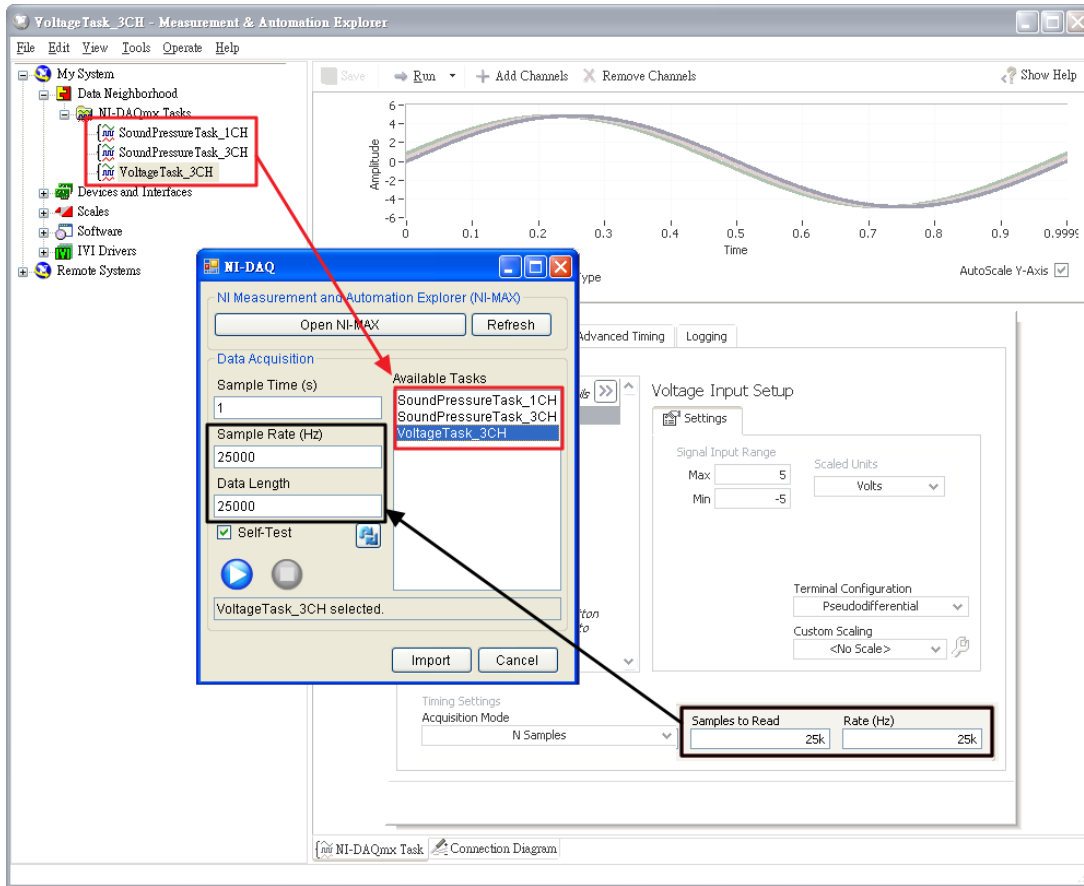 VoltageTask_3CH - Measurement & Automation Explorer
File Edit View Tools Operate Help
My System
Data Neighborhood
NI-DAQmx Tasks
SoundPressureTask_1CH
SoundPressureTask_3CH
VoltageTask_3CH
Devices and Interfaces
Scales
Software
IVI Drivers
Remote Systems
Save Run Add Channels Remove Channels Show Help
Amplitude
6
4
2
0
-2
-4
-6
0 0.1 0.2 0.3 0.4 0.5 0.6 0.7 0.8 0.9 0.9999
Time
AutoScale Y-Axis
NI-DAQ
NI Measurement and Automation Explorer (NI-MAX)
Open NI-MAX Refresh
Data Acquisition
Sample Time (s)
1
Sample Rate (Hz)
25000
Data Length
25000
Self-Test
Available Tasks
SoundPressureTask_1CH
SoundPressureTask_3CH
VoltageTask_3CH
VoltageTask_3CH selected.
Import Cancel
Advanced Timing Logging
Voltage Input Setup
Settings
Signal Input Range
Max 5
Min -5
Scaled Units
Volts
Terminal Configuration
Pseudodifferential
Custom Scaling
<No Scale>
to
Timing Settings
Acquisition Mode
N Samples
Samples to Read Rate (Hz)
25k 25k
NI-DAQmx Task Connection Diagram